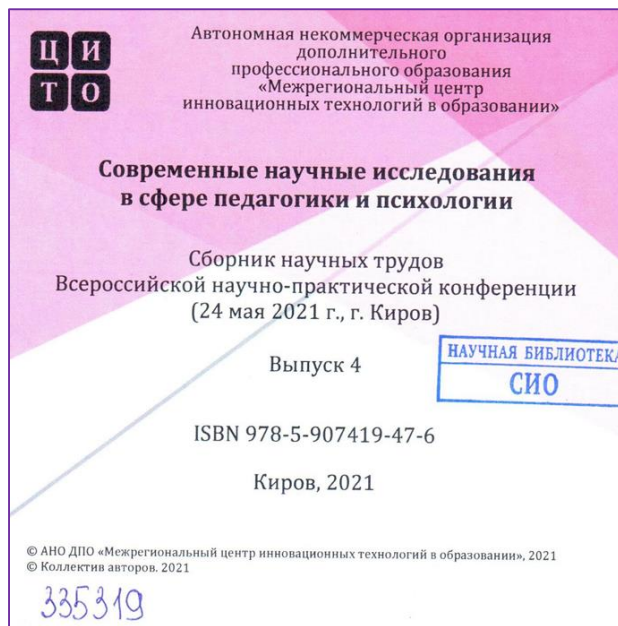 ЦИ
ТО
Автономная некоммерческая организация
дополнительного
профессионального образования
«Межрегиональный центр
инновационных технологий в образовании»
Современные научные исследования
в сфере педагогики и психологии
Сборник научных трудов
Всероссийской научно-практической конференции
(24 мая 2021 г., г. Киров)
Выпуск 4
НАУЧНАЯ БИБЛИОТЕКА
СИО
ISBN 978-5-907419-47-6
Киров, 2021
© АНО ДПО «Межрегиональный центр инновационных технологий в образовании», 2021
© Коллектив авторов. 2021
335319